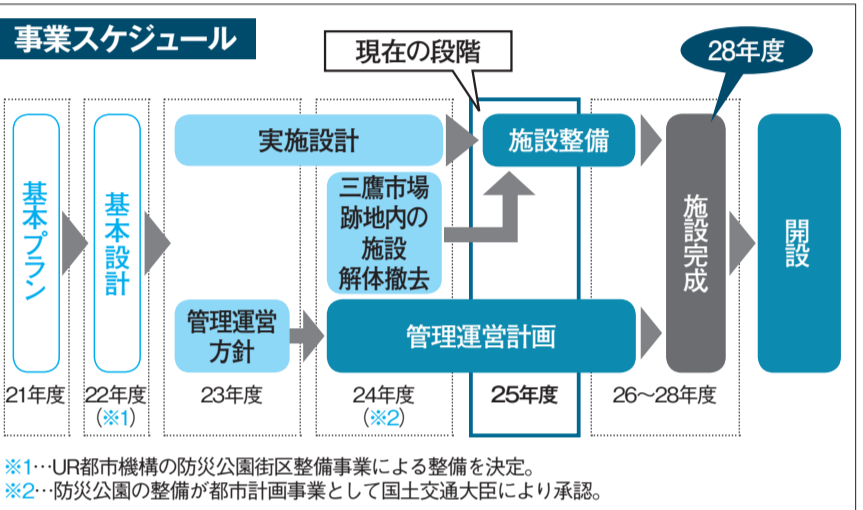 事業スケジュール
現在の段階
28年度
基本プラン
基本設計
実施設計
三鷹市場
跡地内の
施設
解体撤去
管理運営
方針
管理運営計画
施設整備
施設完成
開設
21年度
22年度
(※1)
23年度
24年度
(※2)
25年度
26〜28年度
※1…UR都市機構の防災公園街区整備事業による整備を決定。
※2…防災公園の整備が都市計画事業として国土交通大臣により承認。